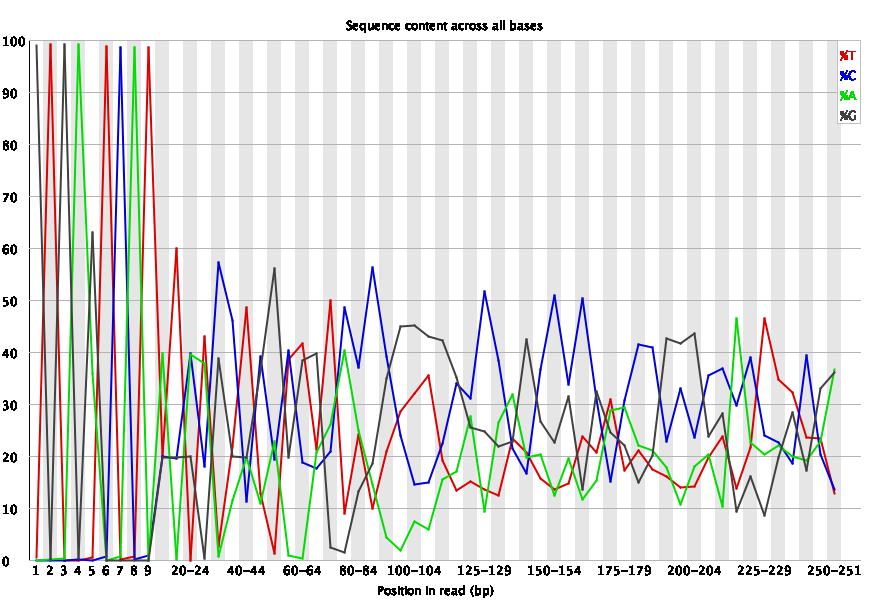 Sequence content across all bases
100
90
80
70
60
50
40
30
20
10
0
%T
%C
%A
%G
1 2 3 4 5 6 7 8 9 20-24 40-44 60-64 80-84 100-104 125-129 150-154 175-179 200-204 225-229 250-251
Position in read (bp)